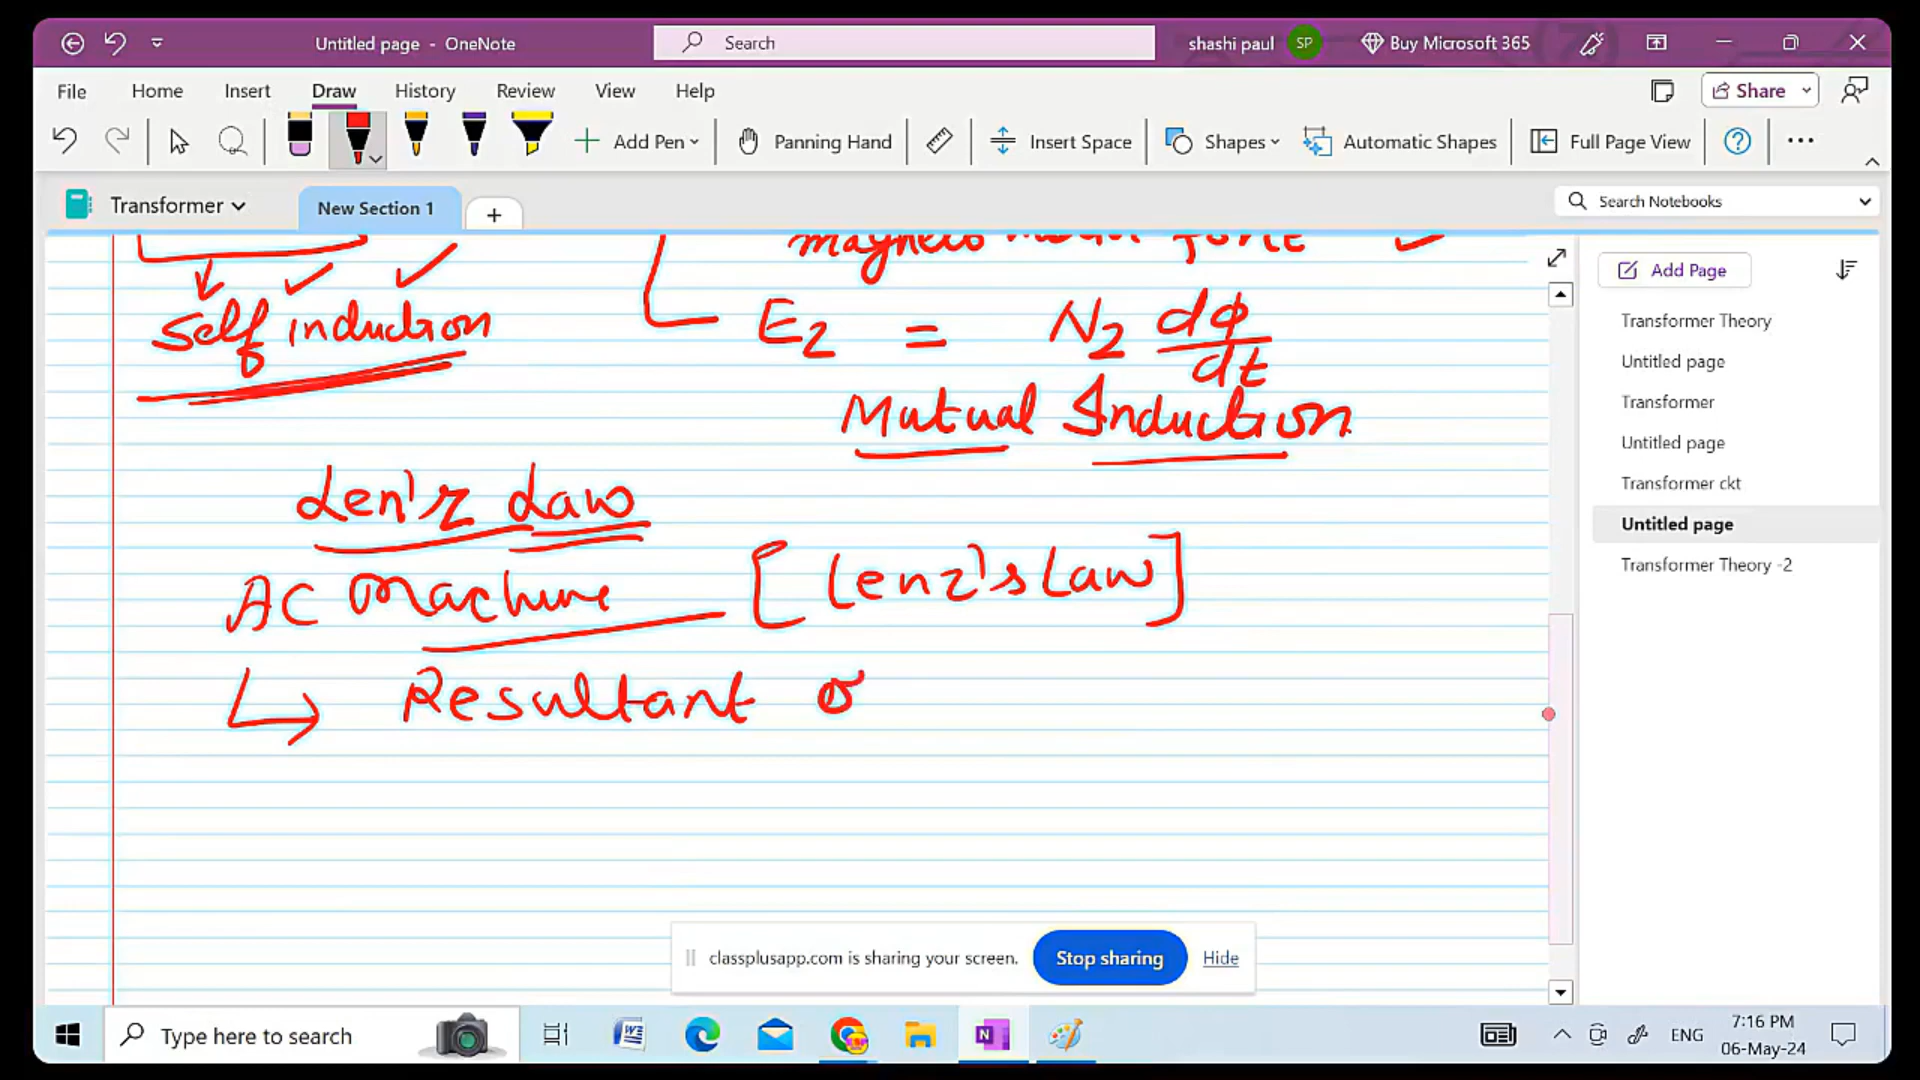 Untitled page - OneNote
Search
shashi paul
SP
Buy Microsoft 365
File
Home
Insert
Draw
History
Review
View
Help
Share
Add Pen
Panning Hand
Insert Space
Shapes
Automatic Shapes
Full Page View
Transformer
New Section 1
Search Notebooks
Add Page
Transformer Theory
Untitled page
Transformer
Untitled page
Transformer ckt
Untitled page
Transformer Theory -2
force
Self induction
E2 = N2 dφ/dt
Mutual Induction
Len'z Law
AC machine [Lenz's Law]
Resultant o
classplusapp.com is sharing your screen.
Stop sharing
Hide
Type here to search
ENG
7:16 PM
06-May-24